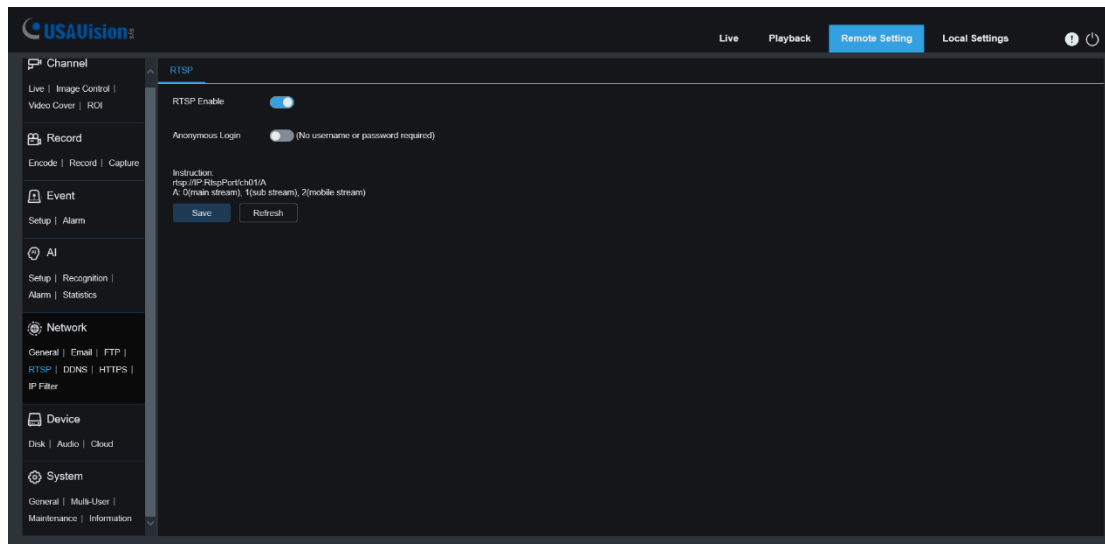 USAVision
Live
Playback
Remote Setting
Local Settings
Channel
Live | Image Control |
Video Cover | ROI
Record
Encode | Record | Capture
Event
Setup | Alarm
AI
Setup | Recognition |
Alarm | Statistics
Network
General | Email | FTP |
RTSP | DDNS | HTTPS |
IP Filter
Device
Disk | Audio | Cloud
System
General | Multi-User |
Maintenance | Information
RTSP
RTSP Enable
Anonymous Login (No username or password required)
Instruction:
rtsp://IP:RtspPort/ch01/A
A: 0(main stream), 1(sub stream), 2(mobile stream)
Save
Refresh